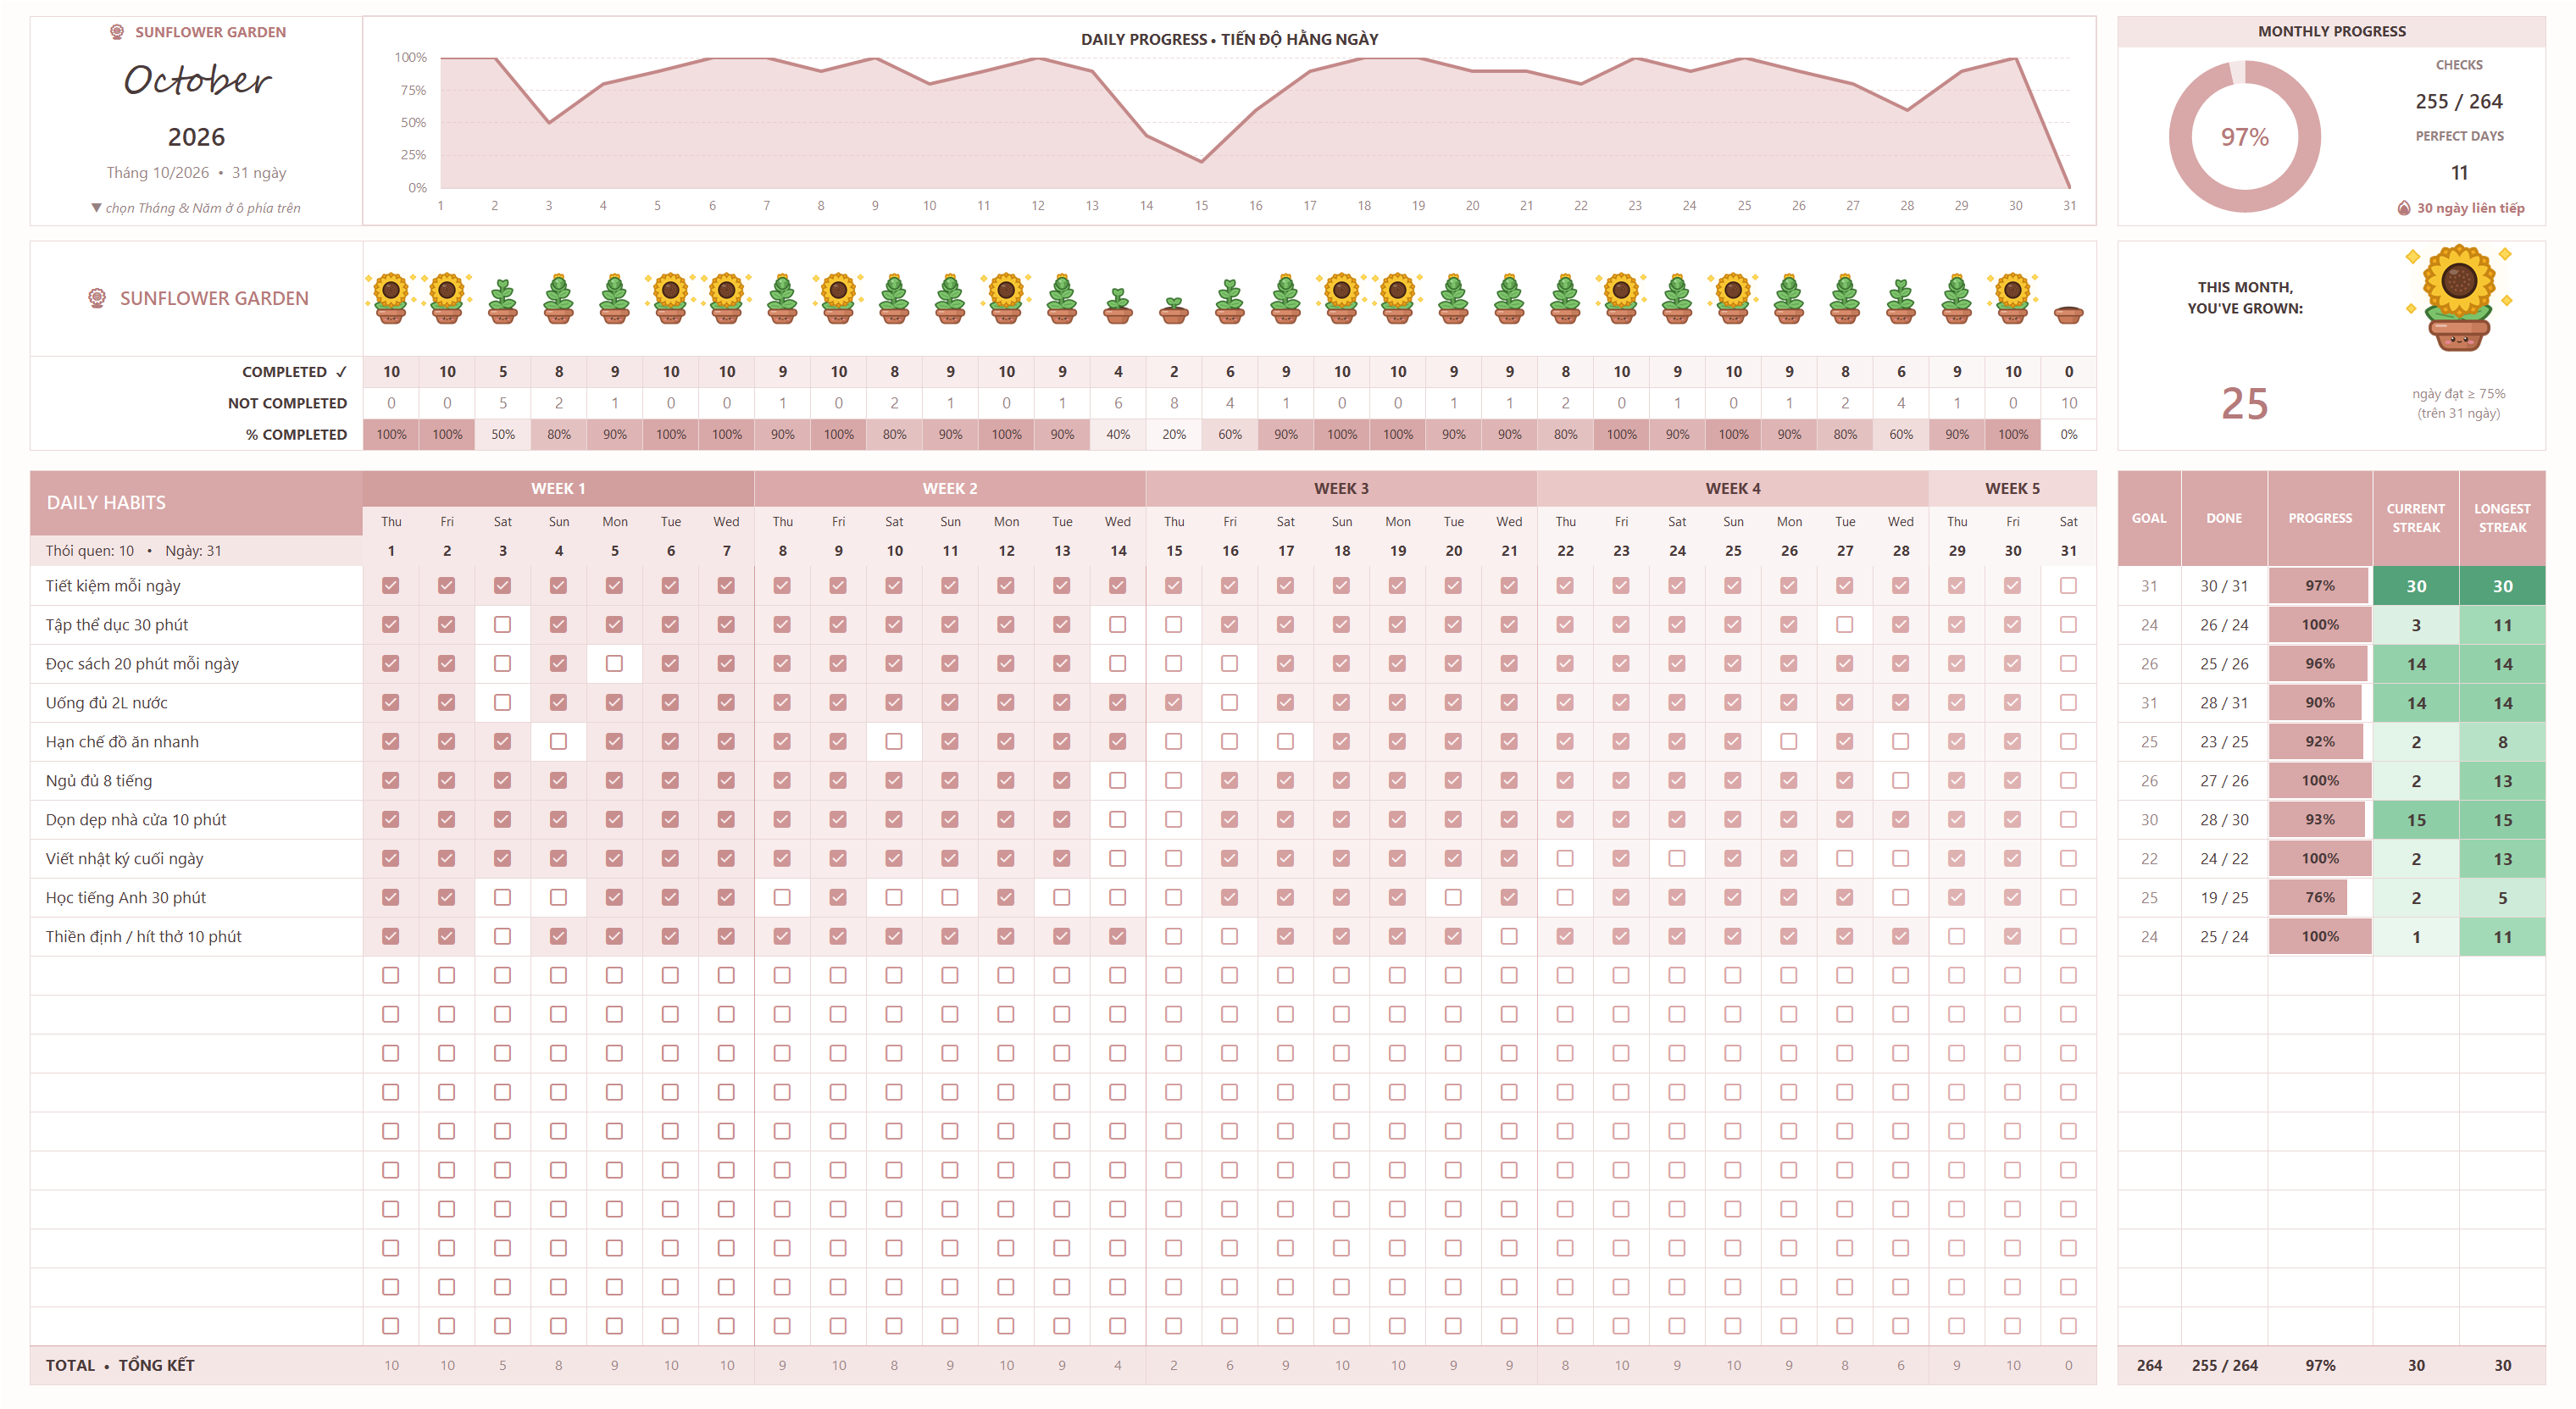 SUNFLOWER GARDEN
October
2026
Tháng 10/2026 • 31 ngày
▼ chọn Tháng & Năm ở ô phía trên
DAILY PROGRESS • TIẾN ĐỘ HẰNG NGÀY
100%
75%
50%
25%
0%
1 2 3 4 5 6 7 8 9 10 11 12 13 14 15 16 17 18 19 20 21 22 23 24 25 26 27 28 29 30 31
MONTHLY PROGRESS
97%
CHECKS
255 / 264
PERFECT DAYS
11
30 ngày liên tiếp
SUNFLOWER GARDEN
COMPLETED ✓ 10 10 5 8 9 10 10 9 10 8 9 10 9 4 2 6 9 10 10 9 9 8 10 9 10 9 8 6 9 10 0
NOT COMPLETED 0 0 5 2 1 0 0 1 0 2 1 0 1 6 8 4 1 0 0 1 1 2 0 1 0 1 2 4 1 0 10
% COMPLETED 100% 100% 50% 80% 90% 100% 100% 90% 100% 80% 90% 100% 90% 40% 20% 60% 90% 100% 100% 90% 90% 80% 100% 90% 100% 90% 80% 60% 90% 100% 0%
THIS MONTH,
YOU'VE GROWN:
25
ngày đạt ≥ 75%
(trên 31 ngày)
DAILY HABITS
WEEK 1 WEEK 2 WEEK 3 WEEK 4 WEEK 5
Thu Fri Sat Sun Mon Tue Wed Thu Fri Sat Sun Mon Tue Wed Thu Fri Sat Sun Mon Tue Wed Thu Fri Sat Sun Mon Tue Wed Thu Fri Sat
Thói quen: 10 • Ngày: 31
1 2 3 4 5 6 7 8 9 10 11 12 13 14 15 16 17 18 19 20 21 22 23 24 25 26 27 28 29 30 31
GOAL DONE PROGRESS CURRENT STREAK LONGEST STREAK
Tiết kiệm mỗi ngày 31 30 / 31 97% 30 30
Tập thể dục 30 phút 24 26 / 24 100% 3 11
Đọc sách 20 phút mỗi ngày 26 25 / 26 96% 14 14
Uống đủ 2L nước 31 28 / 31 90% 14 14
Hạn chế đồ ăn nhanh 25 23 / 25 92% 2 8
Ngủ đủ 8 tiếng 26 27 / 26 100% 2 13
Dọn dẹp nhà cửa 10 phút 30 28 / 30 93% 15 15
Viết nhật ký cuối ngày 22 24 / 22 100% 2 13
Học tiếng Anh 30 phút 25 19 / 25 76% 2 5
Thiền định / hít thở 10 phút 24 25 / 24 100% 1 11
TOTAL • TỔNG KẾT 10 10 5 8 9 10 10 9 10 8 9 10 9 4 2 6 9 10 10 9 9 8 10 9 10 9 8 6 9 10 0 264 255 / 264 97% 30 30